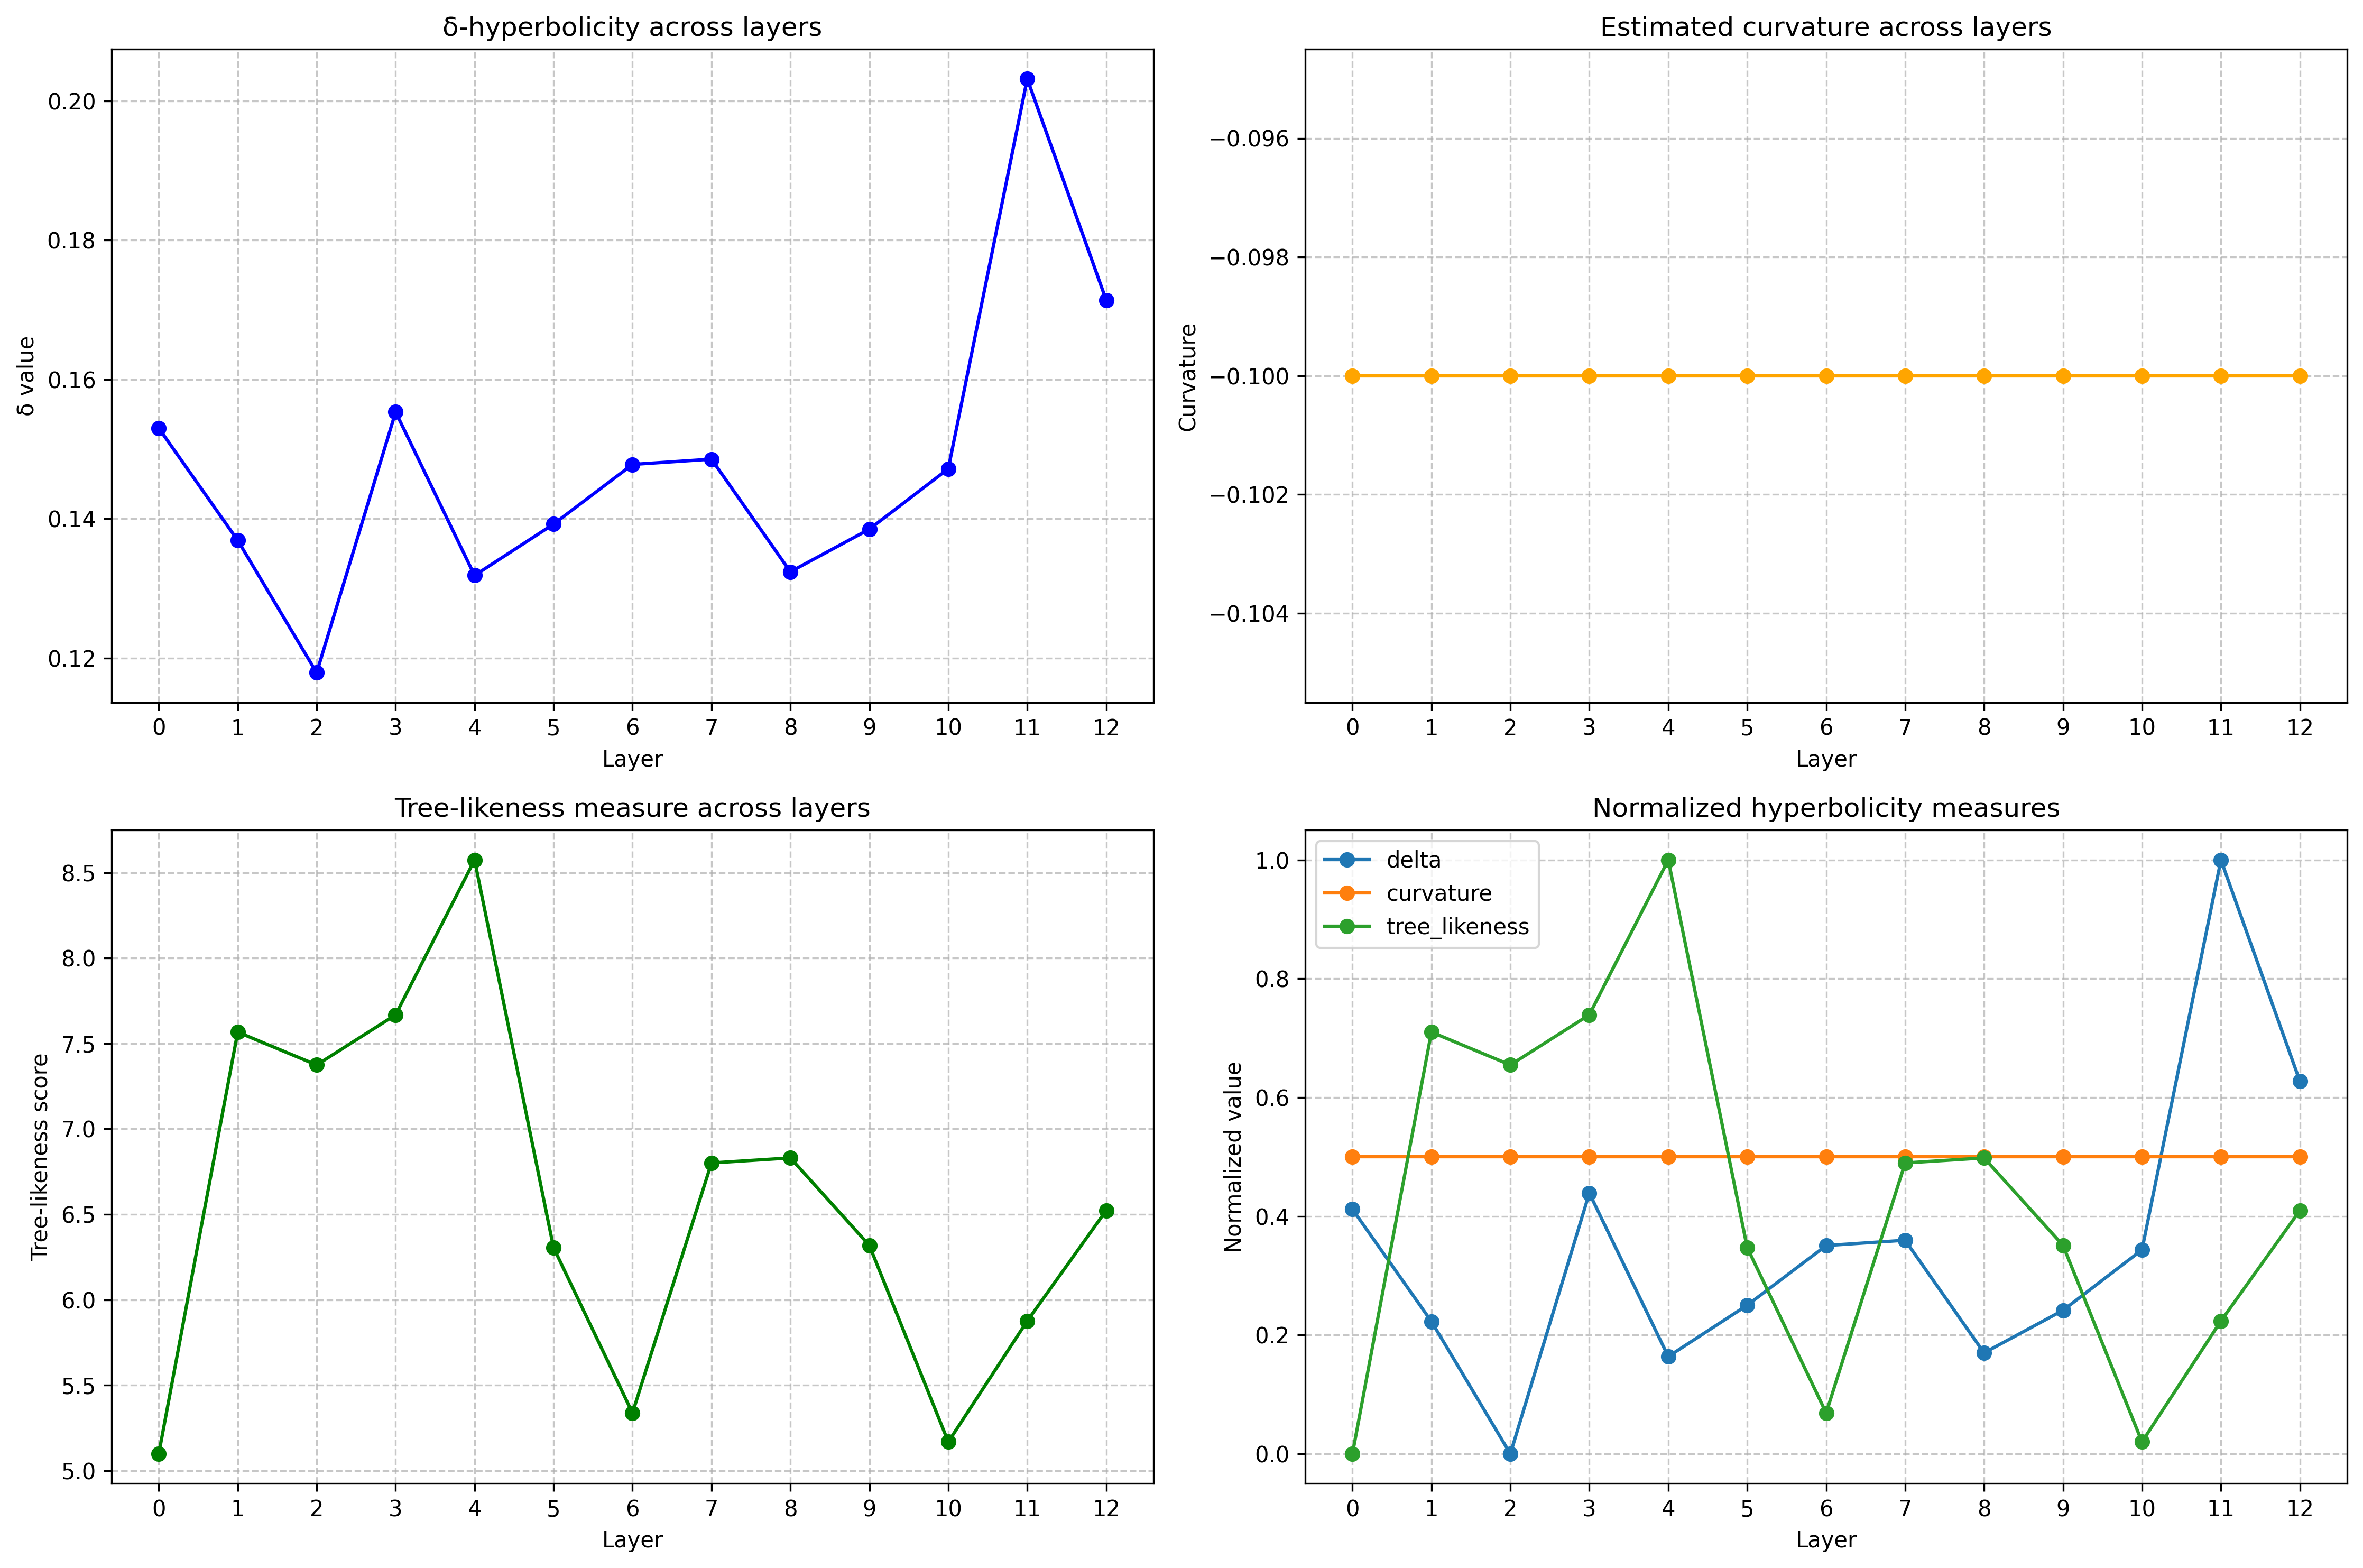 δ-hyperbolicity across layers
δ value
0.20
0.18
0.16
0.14
0.12
0 1 2 3 4 5 6 7 8 9 10 11 12
Layer
Estimated curvature across layers
Curvature
−0.096
−0.098
−0.100
−0.102
−0.104
0 1 2 3 4 5 6 7 8 9 10 11 12
Layer
Tree-likeness measure across layers
Tree-likeness score
8.5
8.0
7.5
7.0
6.5
6.0
5.5
5.0
0 1 2 3 4 5 6 7 8 9 10 11 12
Layer
Normalized hyperbolicity measures
delta
curvature
tree_likeness
Normalized value
1.0
0.8
0.6
0.4
0.2
0.0
0 1 2 3 4 5 6 7 8 9 10 11 12
Layer